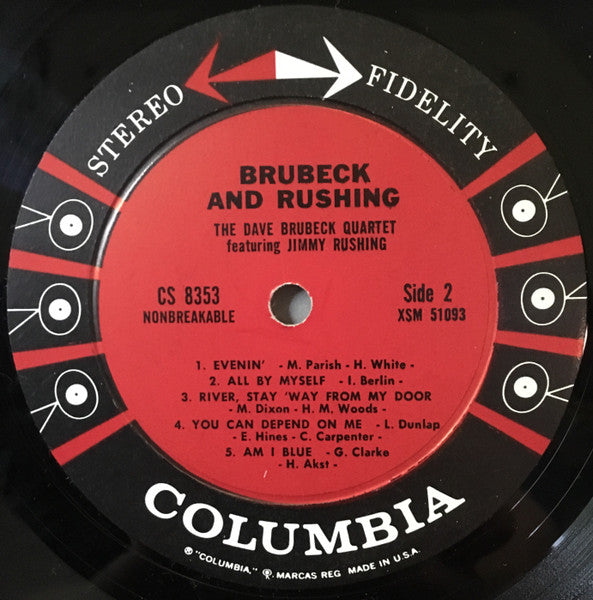 STEREO FIDELITY
BRUBECK
AND RUSHING
THE DAVE BRUBECK QUARTET
featuring JIMMY RUSHING
CS 8353
NONBREAKABLE
Side 2
XSM 51093
1. EVENIN' - M. Parish - H. White -
2. ALL BY MYSELF - I. Berlin -
3. RIVER, STAY 'WAY FROM MY DOOR
- M. Dixon - H. M. Woods -
4. YOU CAN DEPEND ON ME - L. Dunlap
- E. Hines - C. Carpenter -
5. AM I BLUE - G. Clarke
- H. Akst -
COLUMBIA
® "COLUMBIA," ®. MARCAS REG MADE IN U.S.A.